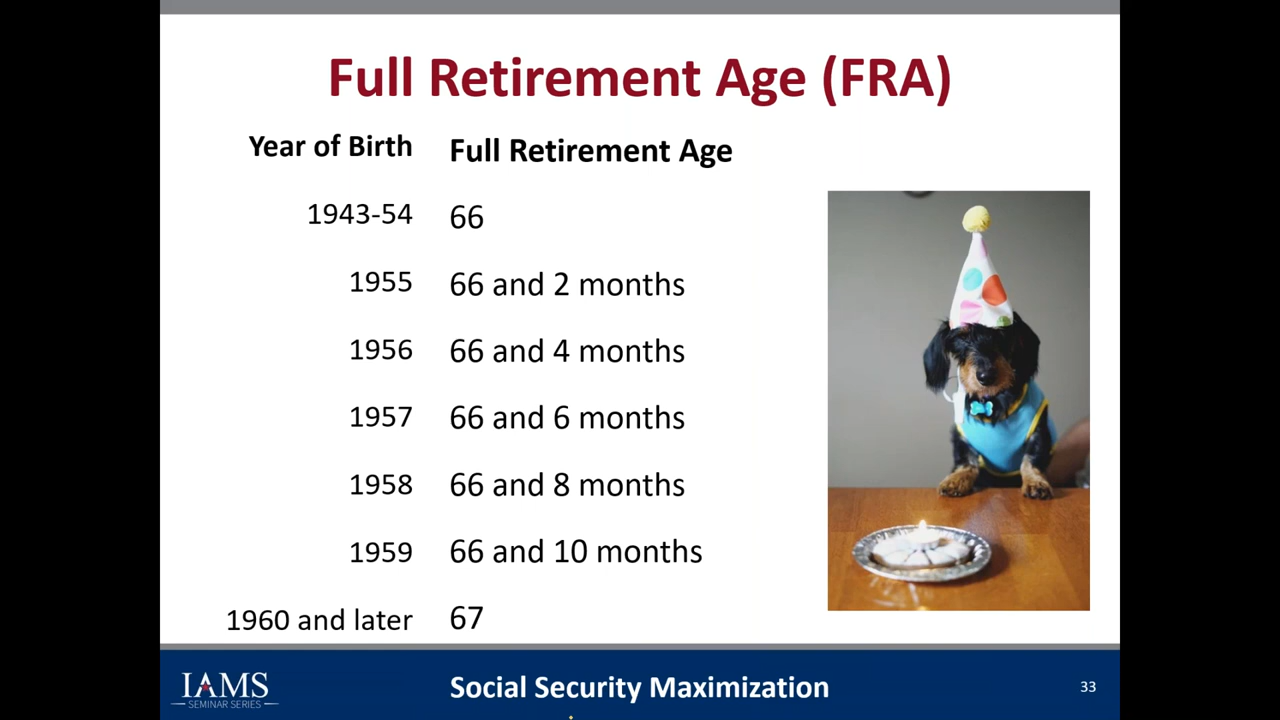 Full Retirement Age (FRA)
Year of Birth Full Retirement Age
1943-54 66
1955 66 and 2 months
1956 66 and 4 months
1957 66 and 6 months
1958 66 and 8 months
1959 66 and 10 months
1960 and later 67
IAMS
SEMINAR SERIES
Social Security Maximization
33